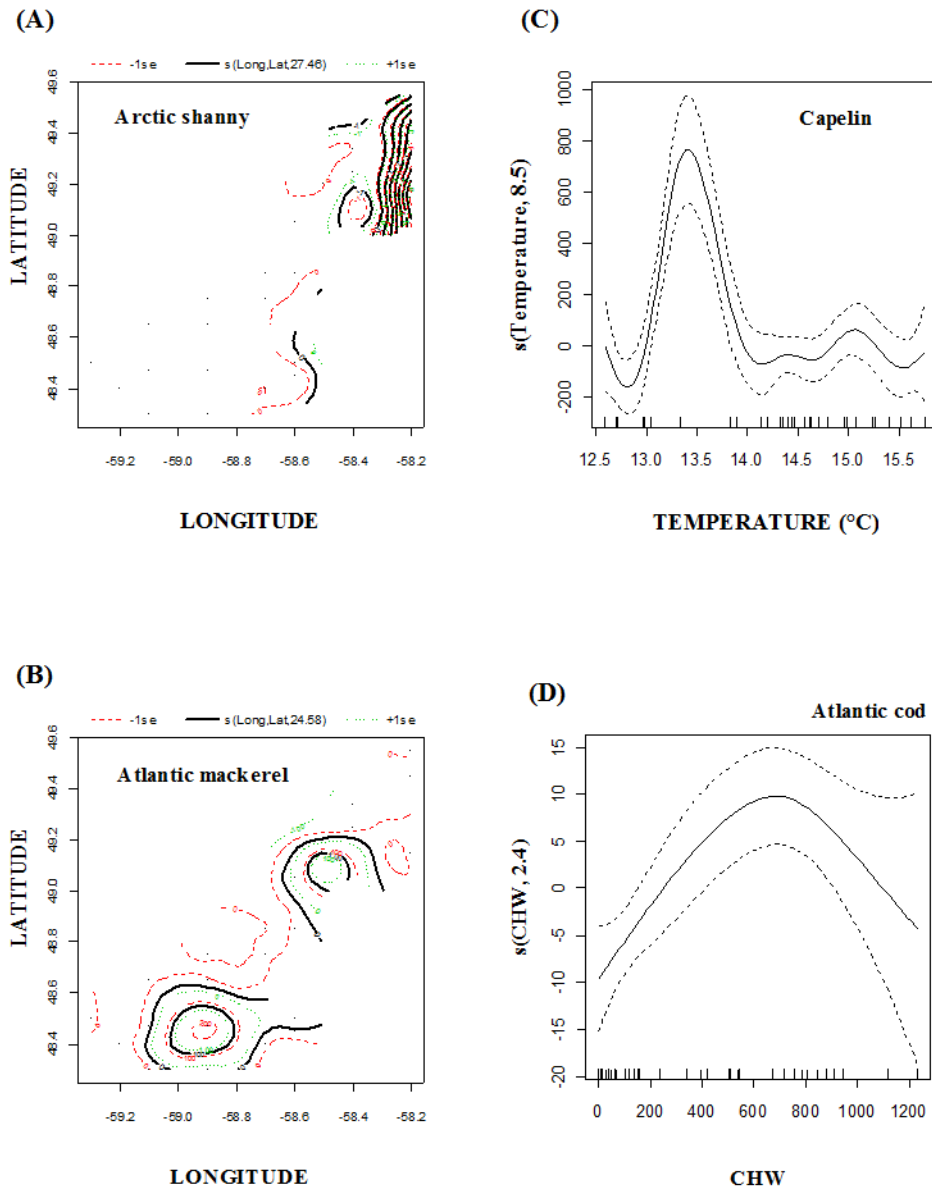 (A)
-1se s(Long,Lat,27.46) +1se
Arctic shanny
LATITUDE
49.6
49.4
49.2
49.0
48.8
48.6
48.4
-59.2 -59.0 -58.8 -58.6 -58.4 -58.2
LONGITUDE
(C)
Capelin
s(Temperature, 8.5)
1000
800
600
400
200
0
-200
12.5 13.0 13.5 14.0 14.5 15.0 15.5
TEMPERATURE (°C)
(B)
-1se s(Long,Lat,24.58) +1se
Atlantic mackerel
LATITUDE
49.6
49.4
49.2
49.0
48.8
48.6
48.4
-59.2 -59.0 -58.8 -58.6 -58.4 -58.2
LONGITUDE
(D)
Atlantic cod
s(CHW, 2.4)
15
10
5
0
-5
-10
-15
-20
0 200 400 600 800 1000 1200
CHW